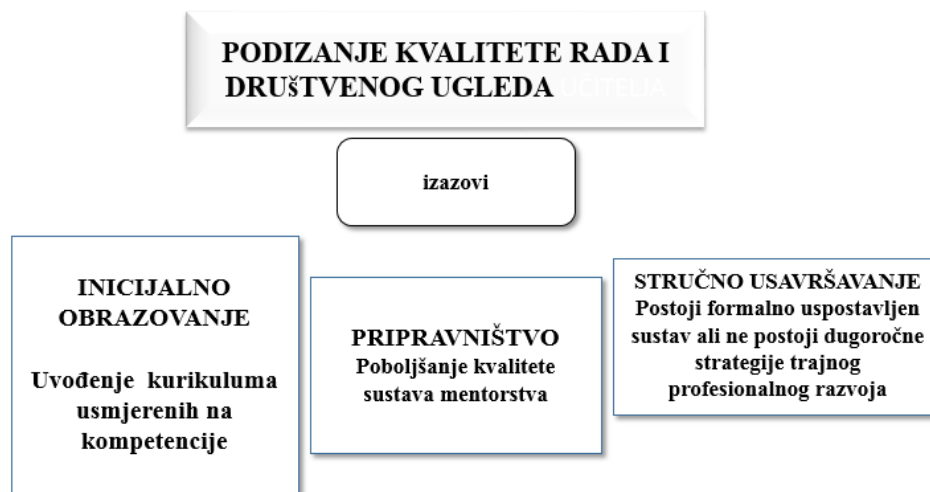 PODIZANJE KVALITETE RADA I
DRUšTVENOG UGLEDA UČITELJA
izazovi
INICIJALNO
OBRAZOVANJE
Uvođenje kurikuluma
usmjerenih na
kompetencije
PRIPRAVNIŠTVO
Poboljšanje kvalitete
sustava mentorstva
STRUČNO USAVRŠAVANJE
Postoji formalno uspostavljen
sustav ali ne postoji dugoročne
strategije trajnog
profesionalnog razvoja